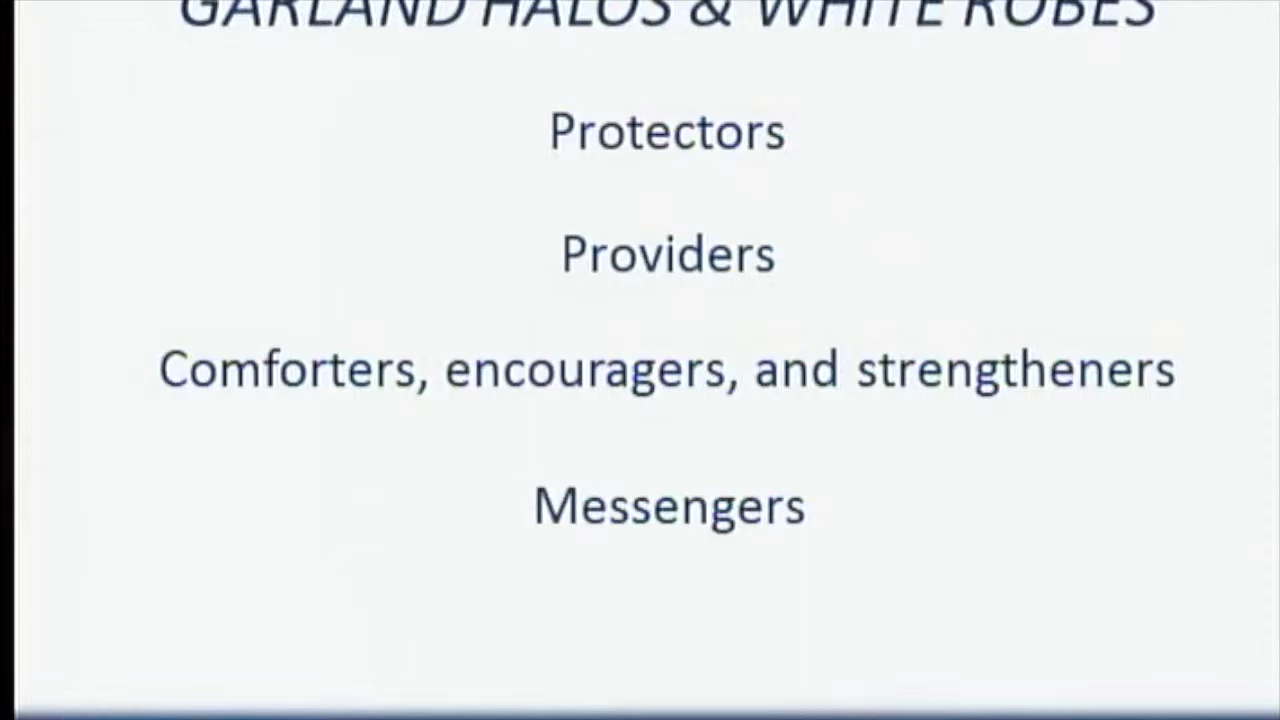 GARLAND HALOS & WHITE ROBES
Protectors
Providers
Comforters, encouragers, and strengtheners
Messengers